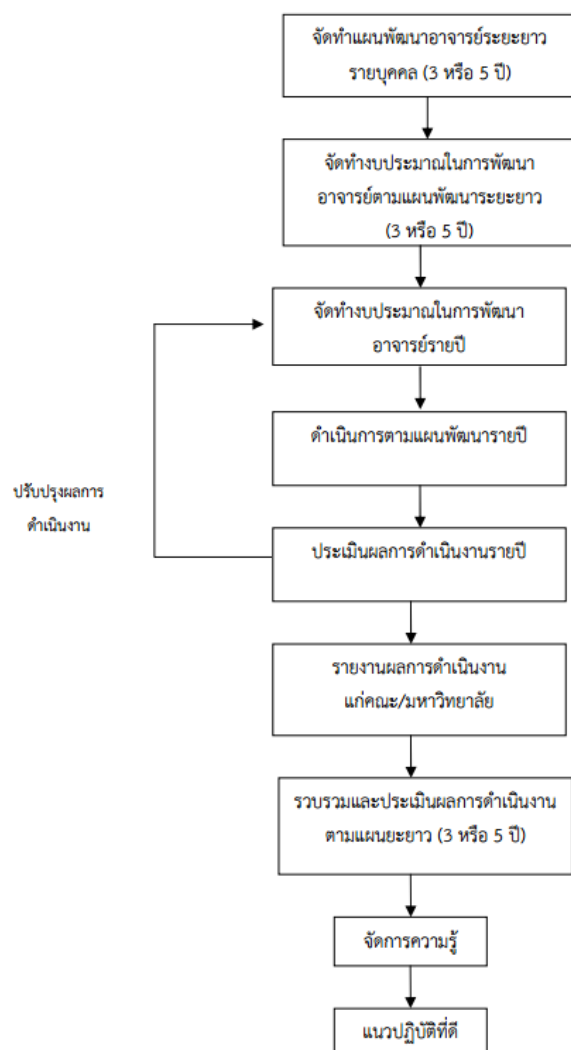 จัดทำแผนพัฒนาอาจารย์ระยะยาว
รายบุคคล (3 หรือ 5 ปี)
จัดทำงบประมาณในการพัฒนา
อาจารย์ตามแผนพัฒนาระยะยาว
(3 หรือ 5 ปี)
จัดทำงบประมาณในการพัฒนา
อาจารย์รายปี
ดำเนินการตามแผนพัฒนารายปี
ปรับปรุงผลการ
ดำเนินงาน
ประเมินผลการดำเนินงานรายปี
รายงานผลการดำเนินงาน
แก่คณะ/มหาวิทยาลัย
รวบรวมและประเมินผลการดำเนินงาน
ตามแผนยะยาว (3 หรือ 5 ปี)
จัดการความรู้
แนวปฏิบัติที่ดี